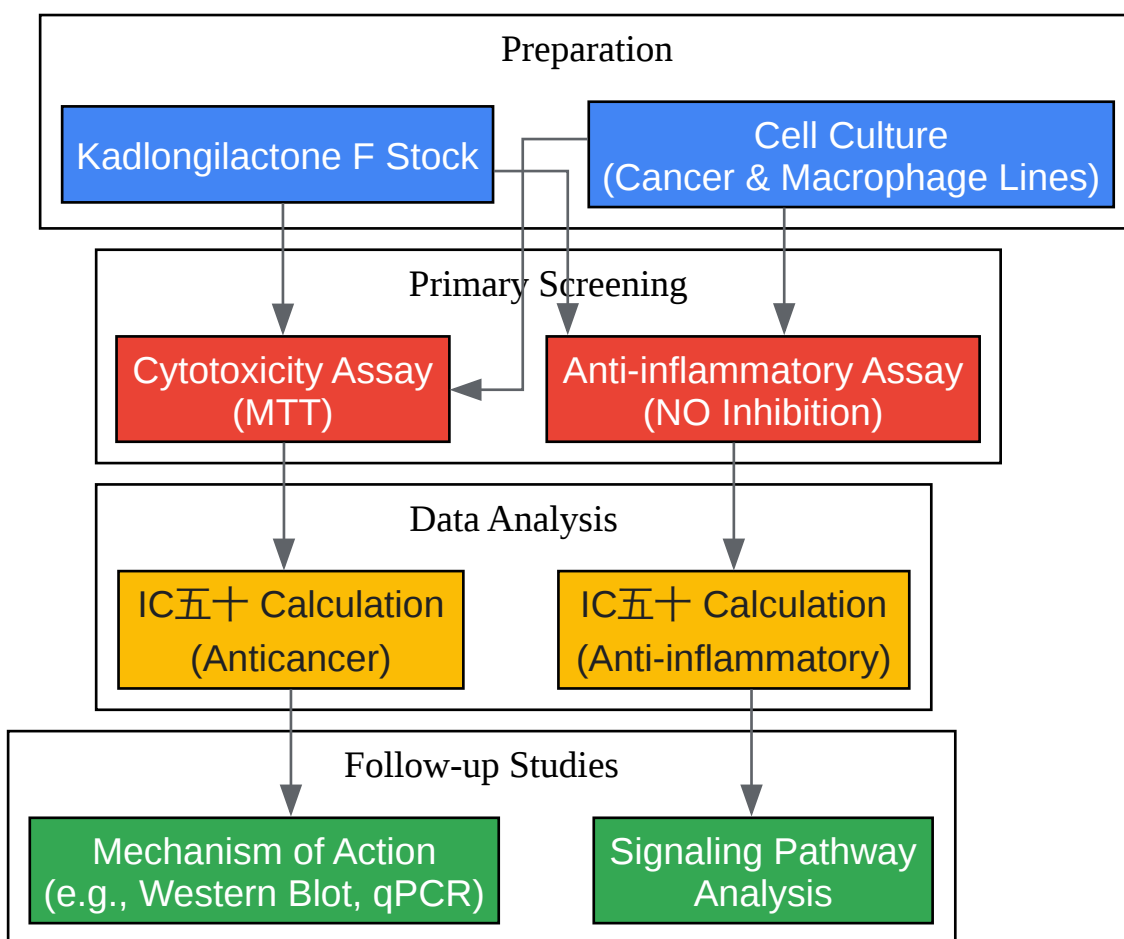 Preparation
Kadlongilactone F Stock
Cell Culture
(Cancer & Macrophage Lines)
Primary Screening
Cytotoxicity Assay
(MTT)
Anti-inflammatory Assay
(NO Inhibition)
Data Analysis
IC五十 Calculation
(Anticancer)
IC五十 Calculation
(Anti-inflammatory)
Follow-up Studies
Mechanism of Action
(e.g., Western Blot, qPCR)
Signaling Pathway
Analysis